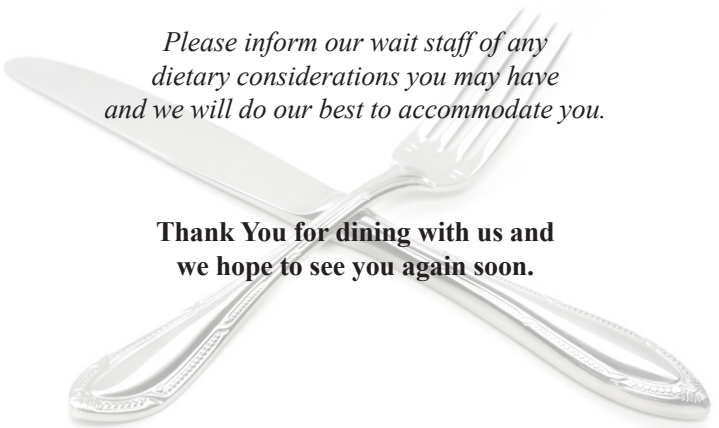 Please inform our wait staff of any
dietary considerations you may have
and we will do our best to accommodate you.
Thank You for dining with us and
we hope to see you again soon.